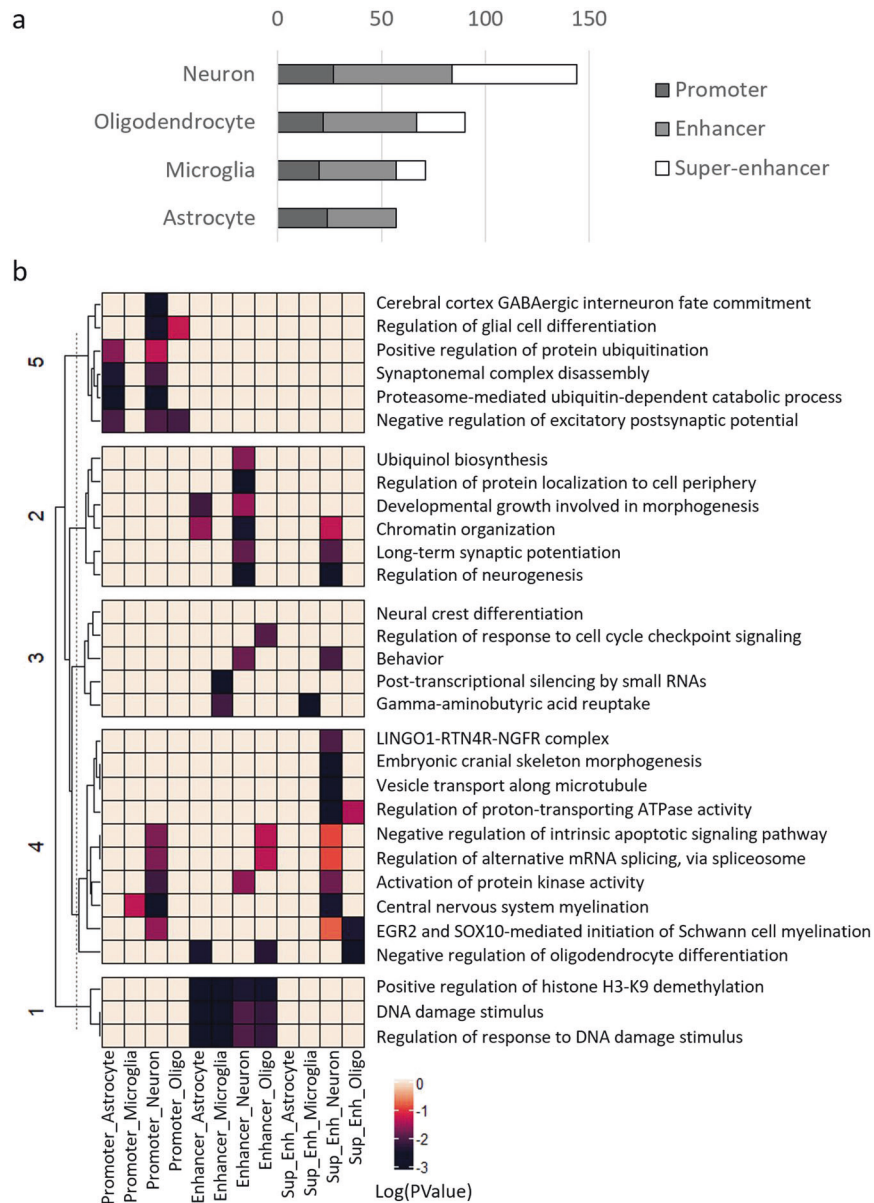 a
0 50 100 150
Neuron
Oligodendrocyte
Microglia
Astrocyte
Promoter
Enhancer
Super-enhancer
b
5
Cerebral cortex GABAergic interneuron fate commitment
Regulation of glial cell differentiation
Positive regulation of protein ubiquitination
Synaptonemal complex disassembly
Proteasome-mediated ubiquitin-dependent catabolic process
Negative regulation of excitatory postsynaptic potential
2
Ubiquinol biosynthesis
Regulation of protein localization to cell periphery
Developmental growth involved in morphogenesis
Chromatin organization
Long-term synaptic potentiation
Regulation of neurogenesis
3
Neural crest differentiation
Regulation of response to cell cycle checkpoint signaling
Behavior
Post-transcriptional silencing by small RNAs
Gamma-aminobutyric acid reuptake
4
LINGO1-RTN4R-NGFR complex
Embryonic cranial skeleton morphogenesis
Vesicle transport along microtubule
Regulation of proton-transporting ATPase activity
Negative regulation of intrinsic apoptotic signaling pathway
Regulation of alternative mRNA splicing, via spliceosome
Activation of protein kinase activity
Central nervous system myelination
EGR2 and SOX10-mediated initiation of Schwann cell myelination
Negative regulation of oligodendrocyte differentiation
1
Positive regulation of histone H3-K9 demethylation
DNA damage stimulus
Regulation of response to DNA damage stimulus
Promoter_Astrocyte
Promoter_Microglia
Promoter_Neuron
Promoter_Oligo
Enhancer_Astrocyte
Enhancer_Microglia
Enhancer_Neuron
Enhancer_Oligo
Sup_Enh_Astrocyte
Sup_Enh_Microglia
Sup_Enh_Neuron
Sup_Enh_Oligo
0
-1
-2
-3
Log(PValue)